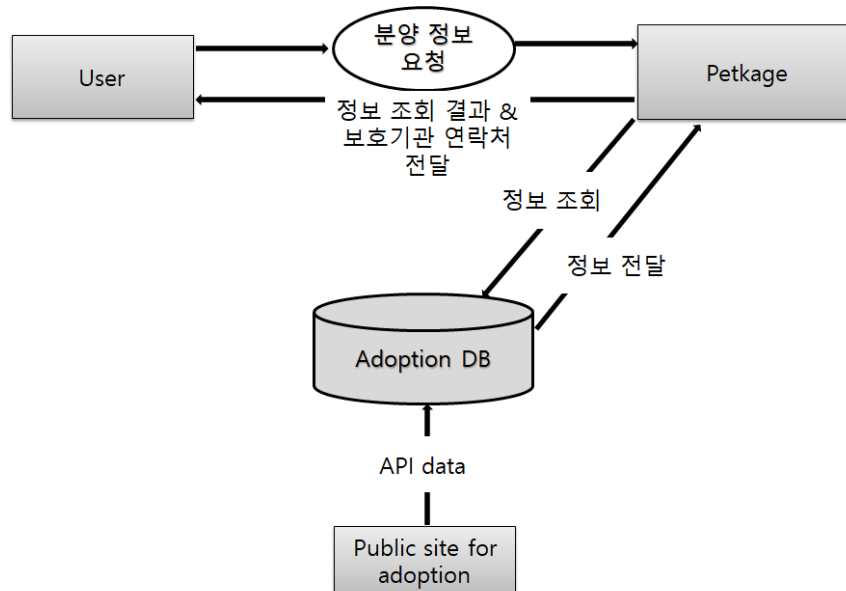 분양 정보
요청
User
Petkage
정보 조회 결과 &
보호기관 연락처
전달
정보 조회
정보 전달
Adoption DB
API data
Public site for
adoption